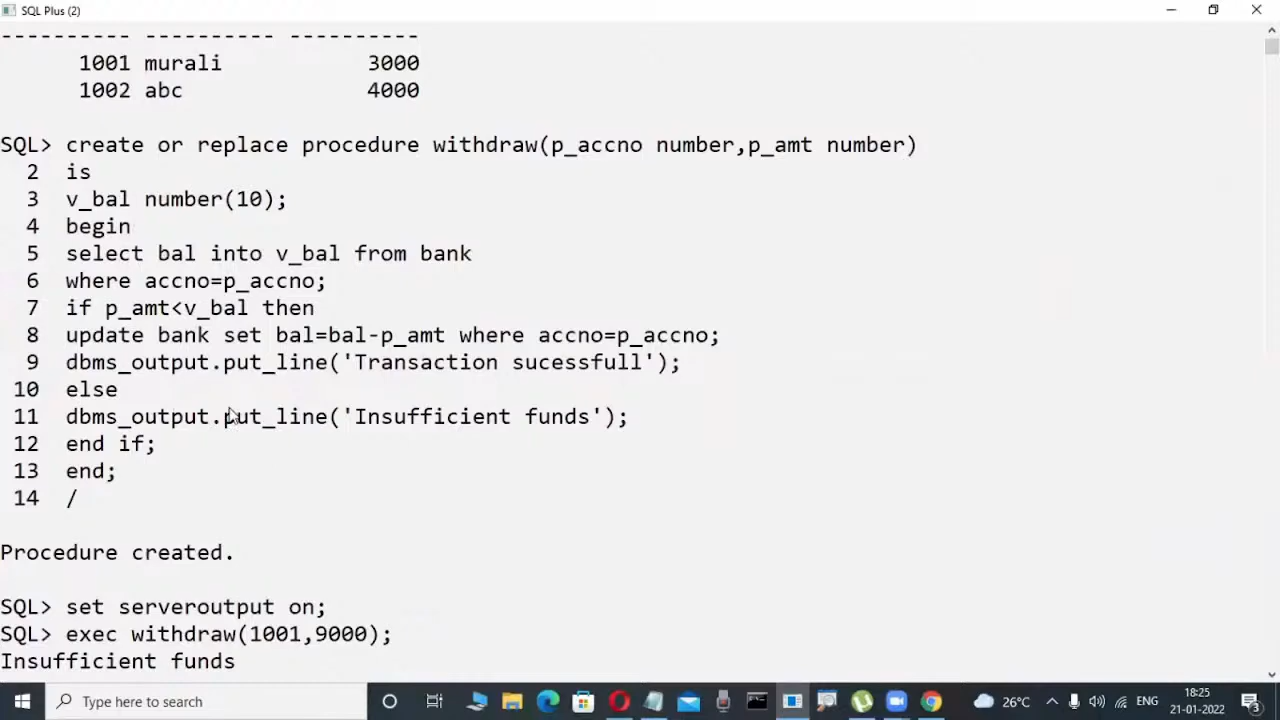 SQL Plus (2)
---------- ---------- ----------
1001 murali 3000
1002 abc 4000
SQL> create or replace procedure withdraw(p_accno number,p_amt number)
2 is
3 v_bal number(10);
4 begin
5 select bal into v_bal from bank
6 where accno=p_accno;
7 if p_amt<v_bal then
8 update bank set bal=bal-p_amt where accno=p_accno;
9 dbms_output.put_line('Transaction sucessfull');
10 else
11 dbms_output.put_line('Insufficient funds');
12 end if;
13 end;
14 /
Procedure created.
SQL> set serveroutput on;
SQL> exec withdraw(1001,9000);
Insufficient funds
Type here to search
26°C
ENG
18:25
21-01-2022
3